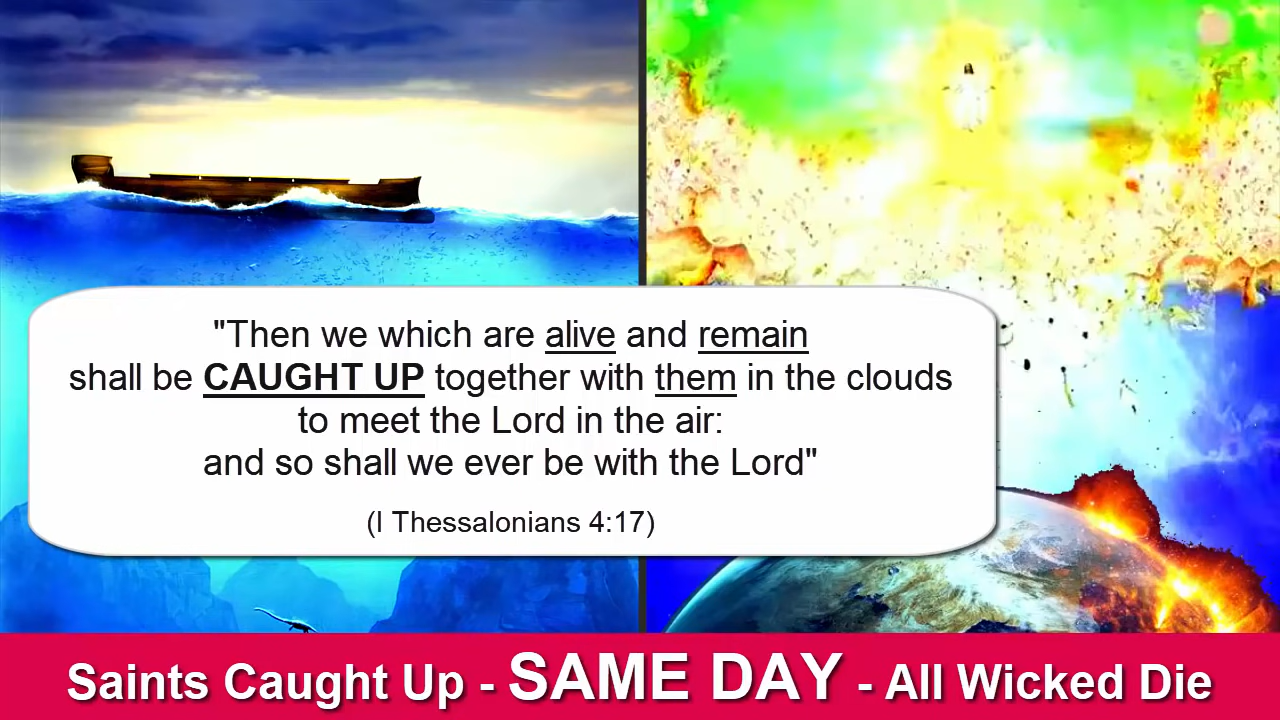 "Then we which are alive and remain
shall be CAUGHT UP together with them in the clouds
to meet the Lord in the air:
and so shall we ever be with the Lord"
(I Thessalonians 4:17)
Saints Caught Up - SAME DAY - All Wicked Die